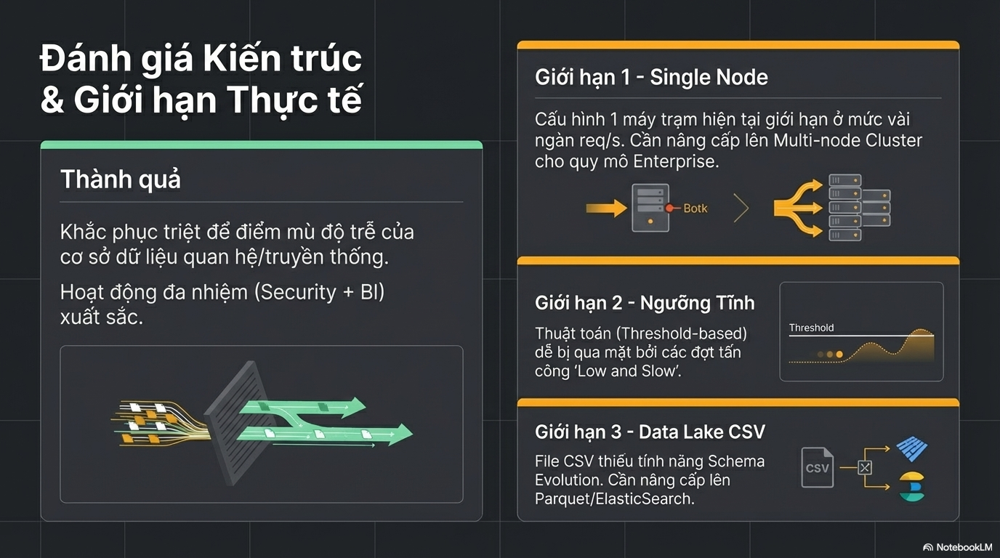 Đánh giá Kiến trúc
& Giới hạn Thực tế
Thành quả
Khắc phục triệt để điểm mù độ trễ của
cơ sở dữ liệu quan hệ/truyền thống.
Hoạt động đa nhiệm (Security + BI)
xuất sắc.
Giới hạn 1 - Single Node
Cấu hình 1 máy trạm hiện tại giới hạn ở mức vài
ngàn req/s. Cần nâng cấp lên Multi-node Cluster
cho quy mô Enterprise.
Botk
Giới hạn 2 - Ngưỡng Tĩnh
Thuật toán (Threshold-based)
dễ bị qua mặt bởi các đợt tấn
công ‘Low and Slow’.
Threshold
Giới hạn 3 - Data Lake CSV
File CSV thiếu tính năng Schema
Evolution. Cần nâng cấp lên
Parquet/ElasticSearch.
CSV
NotebookLM